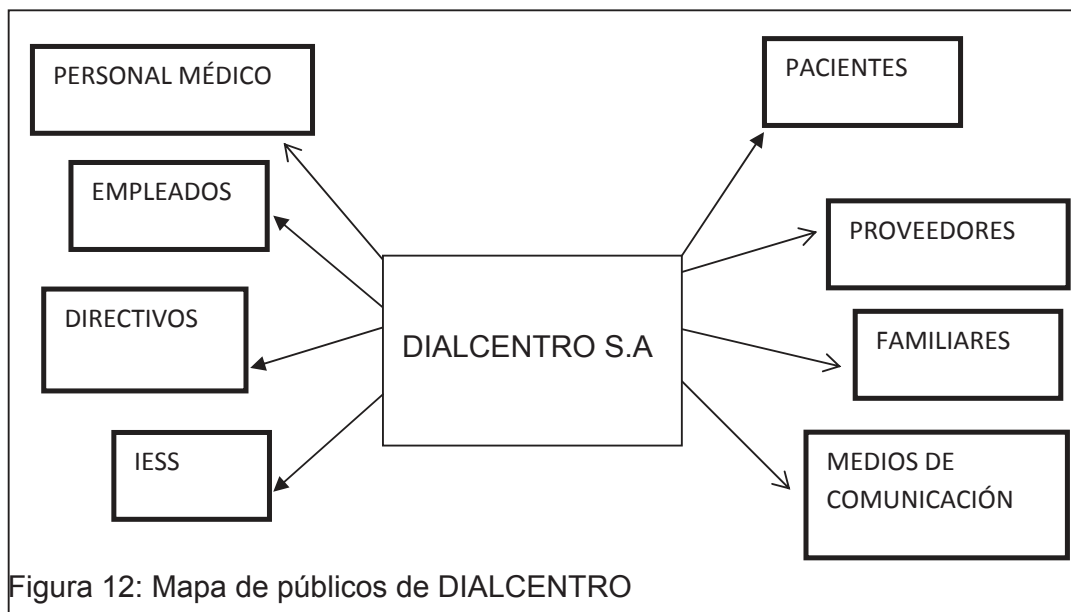 PERSONAL MÉDICO
EMPLEADOS
DIRECTIVOS
IESS
DIALCENTRO S.A
PACIENTES
PROVEEDORES
FAMILIARES
MEDIOS DE
COMUNICACIÓN
Figura 12: Mapa de públicos de DIALCENTRO